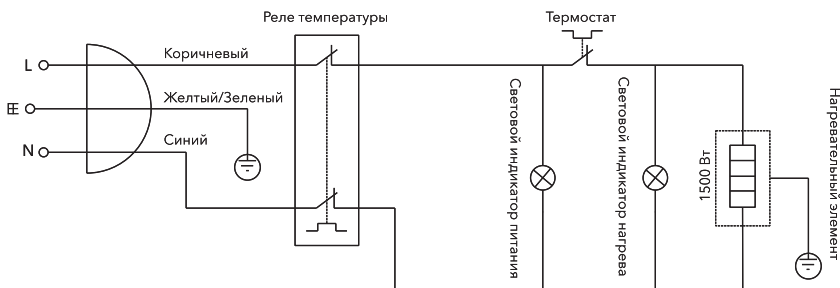 Реле температуры
Термостат
Коричневый
L
Желтый/Зеленый
Синий
N
Световой индикатор питания
Световой индикатор нагрева
1500 Вт
Нагревательный элемент